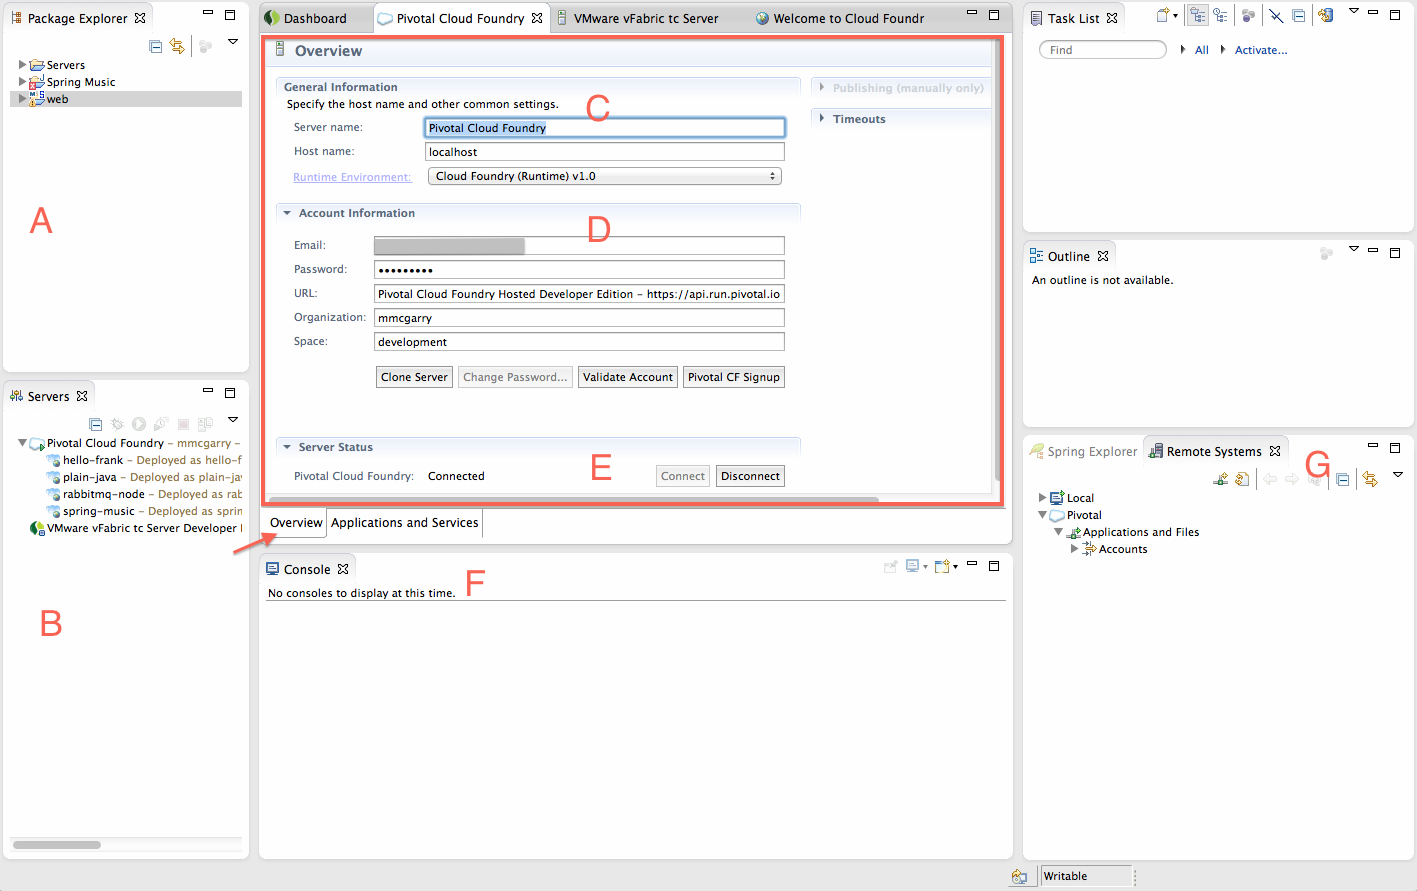 Package Explorer
Servers
Spring Music
web
A
Servers
Pivotal Cloud Foundry – mmcgarry –
hello-frank – Deployed as hello-f
plain-java – Deployed as plain-ja
rabbitmq-node – Deployed as rab
spring-music – Deployed as sprin
VMware vFabric tc Server Developer
B
Dashboard
Pivotal Cloud Foundry
VMware vFabric tc Server
Welcome to Cloud Foundr
Overview
General Information
Specify the host name and other common settings.
C
Server name: Pivotal Cloud Foundry
Host name: localhost
Runtime Environment: Cloud Foundry (Runtime) v1.0
Publishing (manually only)
Timeouts
Account Information
D
Email:
Password: •••••••••
URL: Pivotal Cloud Foundry Hosted Developer Edition – https://api.run.pivotal.io
Organization: mmcgarry
Space: development
Clone Server Change Password... Validate Account Pivotal CF Signup
Server Status
E
Pivotal Cloud Foundry: Connected Connect Disconnect
Overview Applications and Services
Console
F
No consoles to display at this time.
Task List
Find All Activate...
Outline
An outline is not available.
Spring Explorer Remote Systems
G
Local
Pivotal
Applications and Files
Accounts
Writable